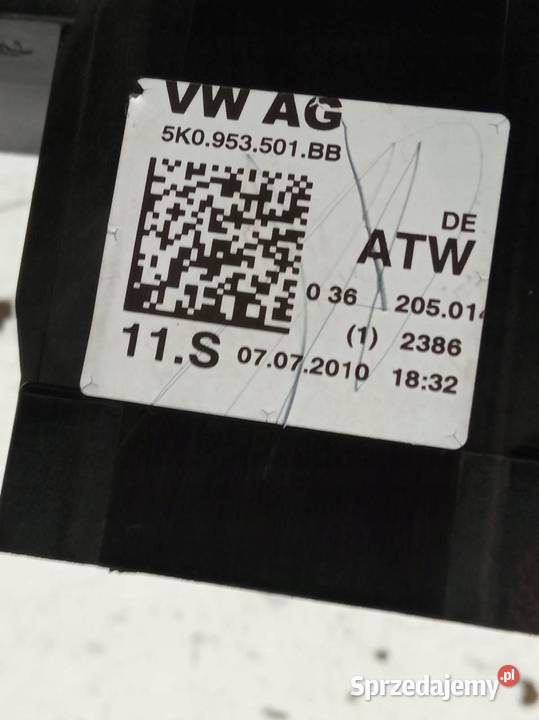 VW AG
5K0.953.501.BB
DE
ATW
0 36 205.014
(1) 2386
11.S 07.07.2010 18:32
Sprzedajemy.pl